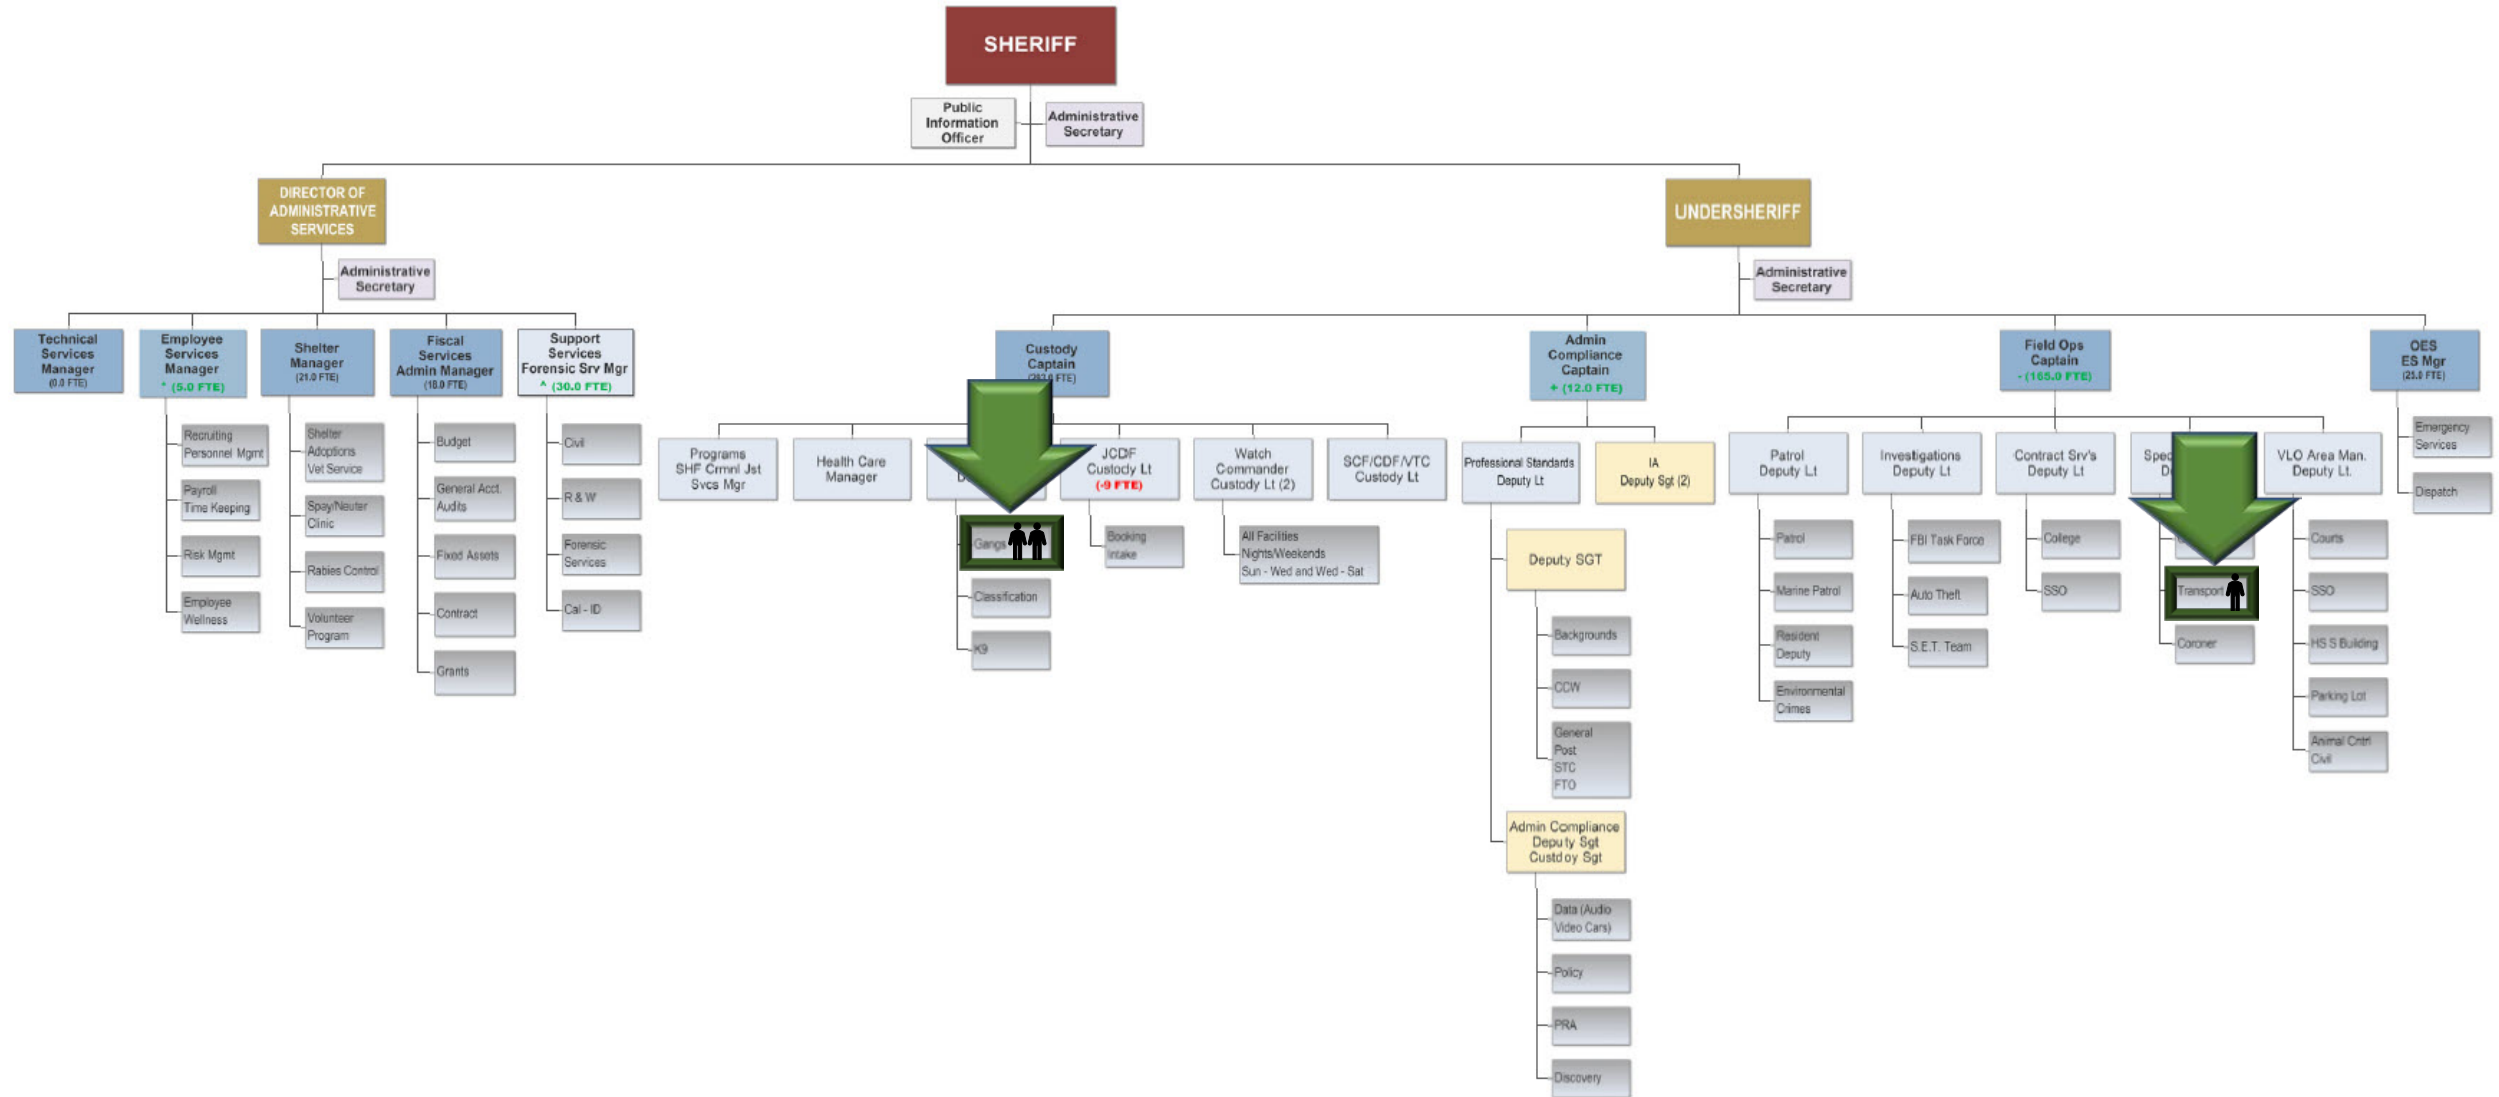 SHERIFF
Public
Information
Officer
Administrative
Secretary
DIRECTOR OF
ADMINISTRATIVE
SERVICES
UNDERSHERIFF
Administrative
Secretary
Administrative
Secretary
Technical
Services
Manager
(0.0 FTE)
Employee
Services
Manager
* (5.0 FTE)
Shelter
Manager
(21.0 FTE)
Fiscal
Services
Admin Manager
(18.0 FTE)
Support
Services
Forensic Srv Mgr
^ (30.0 FTE)
Custody
Captain
FTE)
Admin
Compliance
Captain
+ (12.0 FTE)
Field Ops
Captain
- (165.0 FTE)
OES
ES Mgr
(25.0 FTE)
Recruiting
Personnel Mgmt
Payroll
Time Keeping
Risk Mgmt
Employee
Wellness
Shelter
Adoptions
Vet Service
Spay/Neuter
Clinic
Rabies Control
Volunteer
Program
Budget
General Acct.
Audits
Fixed Assets
Contract
Grants
Civil
R & W
Forensic
Services
Cal - ID
Programs
SHF Crmnl Jst
Svcs Mgr
Health Care
Manager
JCDF
Custody Lt
(-9 FTE)
Watch
Commander
Custody Lt (2)
SCF/CDF/VTC
Custody Lt
Gangs
Classification
K9
Booking
Intake
All Facilities
Nights/Weekends
Sun - Wed and Wed - Sat
Professional Standards
Deputy Lt
IA
Deputy Sgt (2)
Deputy SGT
Backgrounds
CCW
General
Post
STC
FTO
Admin Compliance
Deputy Sgt
Custdoy Sgt
Data (Audio
Video Cars)
Policy
PRA
Discovery
Patrol
Deputy Lt
Investigations
Deputy Lt
Contract Srv's
Deputy Lt
Spec
VLO Area Man.
Deputy Lt.
Patrol
Marine Patrol
Resident
Deputy
Environmental
Crimes
FBI Task Force
Auto Theft
S.E.T. Team
College
SSO
Transport
Coroner
Courts
SSO
HS S Building
Parking Lot
Animal Cntrl
Civil
Emergency
Services
Dispatch